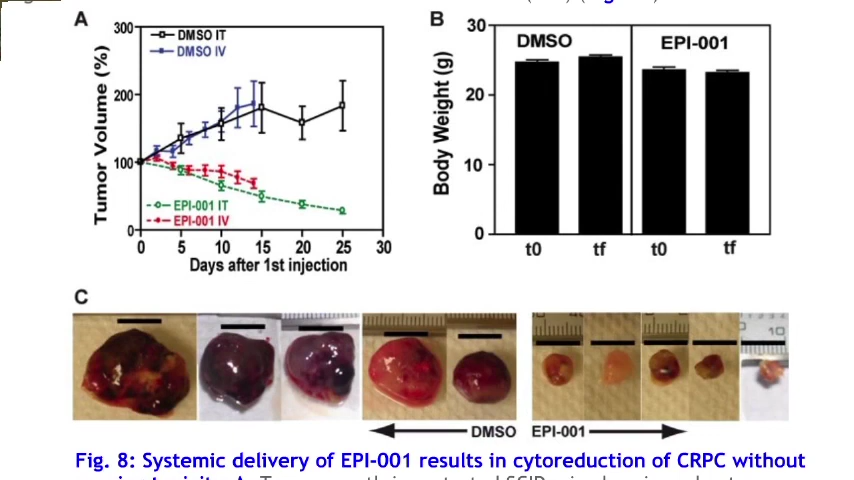 A
300
DMSO IT
DMSO IV
200
100
0
Tumor Volume (%)
EPI-001 IT
EPI-001 IV
0 5 10 15 20 25 30
Days after 1st injection
B
30
20
10
0
Body Weight (g)
DMSO EPI-001
t0 tf t0 tf
C
10
DMSO EPI-001
Fig. 8: Systemic delivery of EPI-001 results in cytoreduction of CRPC without